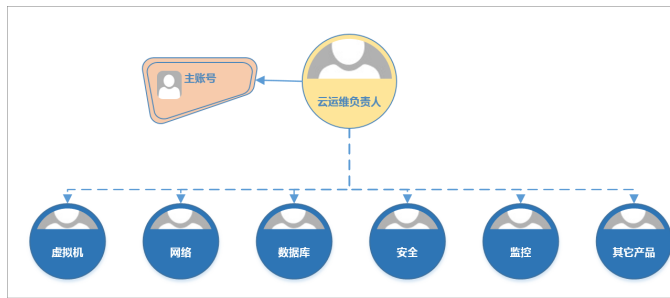 主账号
云运维负责人
虚拟机
网络
数据库
安全
监控
其它产品